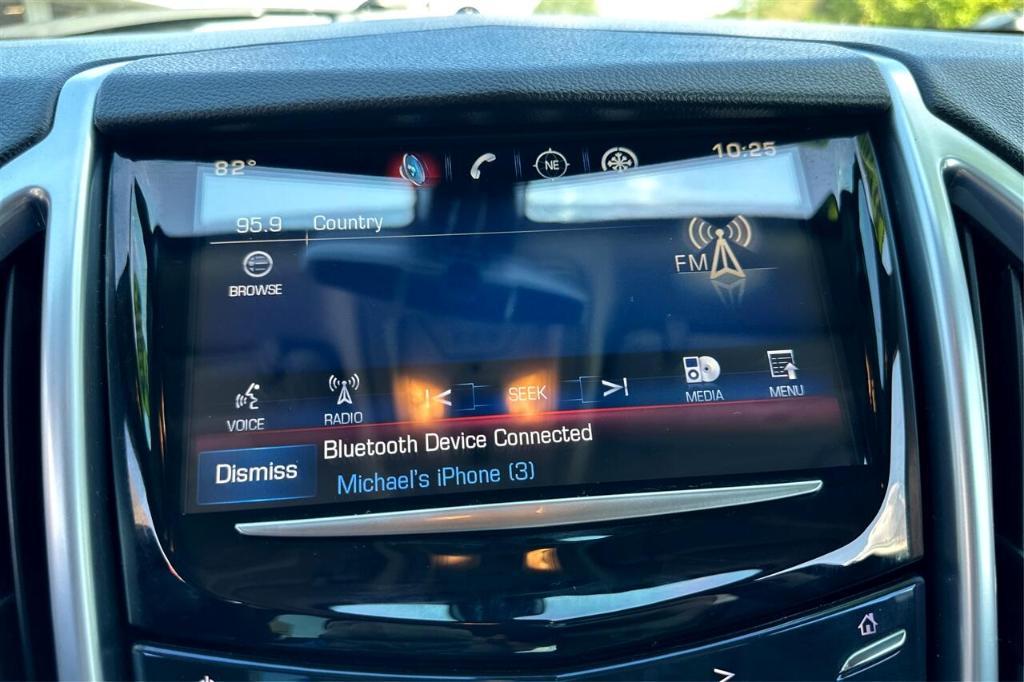 82° NE 10:25
95.9 Country
FM
BROWSE
SEEK
VOICE RADIO MEDIA MENU
Bluetooth Device Connected
Dismiss
Michael's iPhone (3)